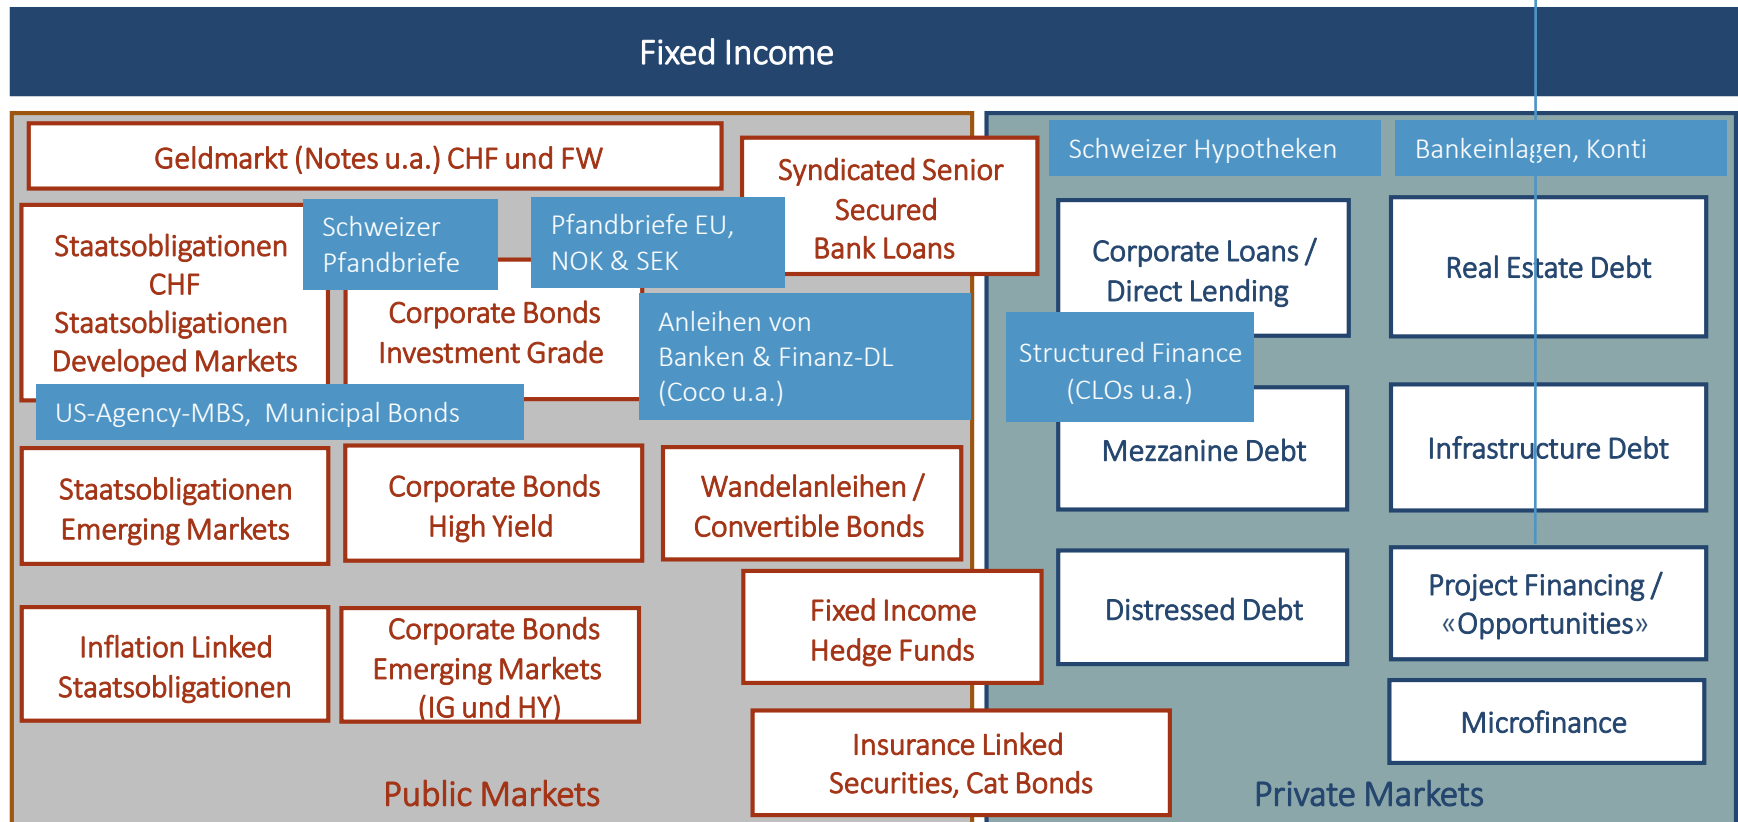 Fixed Income
Geldmarkt (Notes u.a.) CHF und FW
Staatsobligationen
CHF
Staatsobligationen
Developed Markets
Schweizer
Pfandbriefe
Pfandbriefe EU,
NOK & SEK
Syndicated Senior
Secured
Bank Loans
Corporate Bonds
Investment Grade
Anleihen von
Banken & Finanz-DL
(Coco u.a.)
US-Agency-MBS, Municipal Bonds
Staatsobligationen
Emerging Markets
Corporate Bonds
High Yield
Wandelanleihen /
Convertible Bonds
Inflation Linked
Staatsobligationen
Corporate Bonds
Emerging Markets
(IG und HY)
Fixed Income
Hedge Funds
Insurance Linked
Securities, Cat Bonds
Public Markets
Schweizer Hypotheken
Bankeinlagen, Konti
Corporate Loans /
Direct Lending
Real Estate Debt
Structured Finance
(CLOs u.a.)
Mezzanine Debt
Infrastructure Debt
Distressed Debt
Project Financing /
«Opportunities»
Microfinance
Private Markets